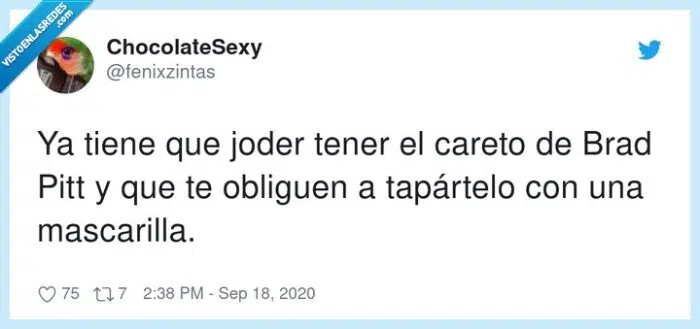 VISTOENLASREDES
.com
ChocolateSexy
@fenixzintas
Ya tiene que joder tener el careto de Brad
Pitt y que te obliguen a tapártelo con una
mascarilla.
75 7 2:38 PM - Sep 18, 2020